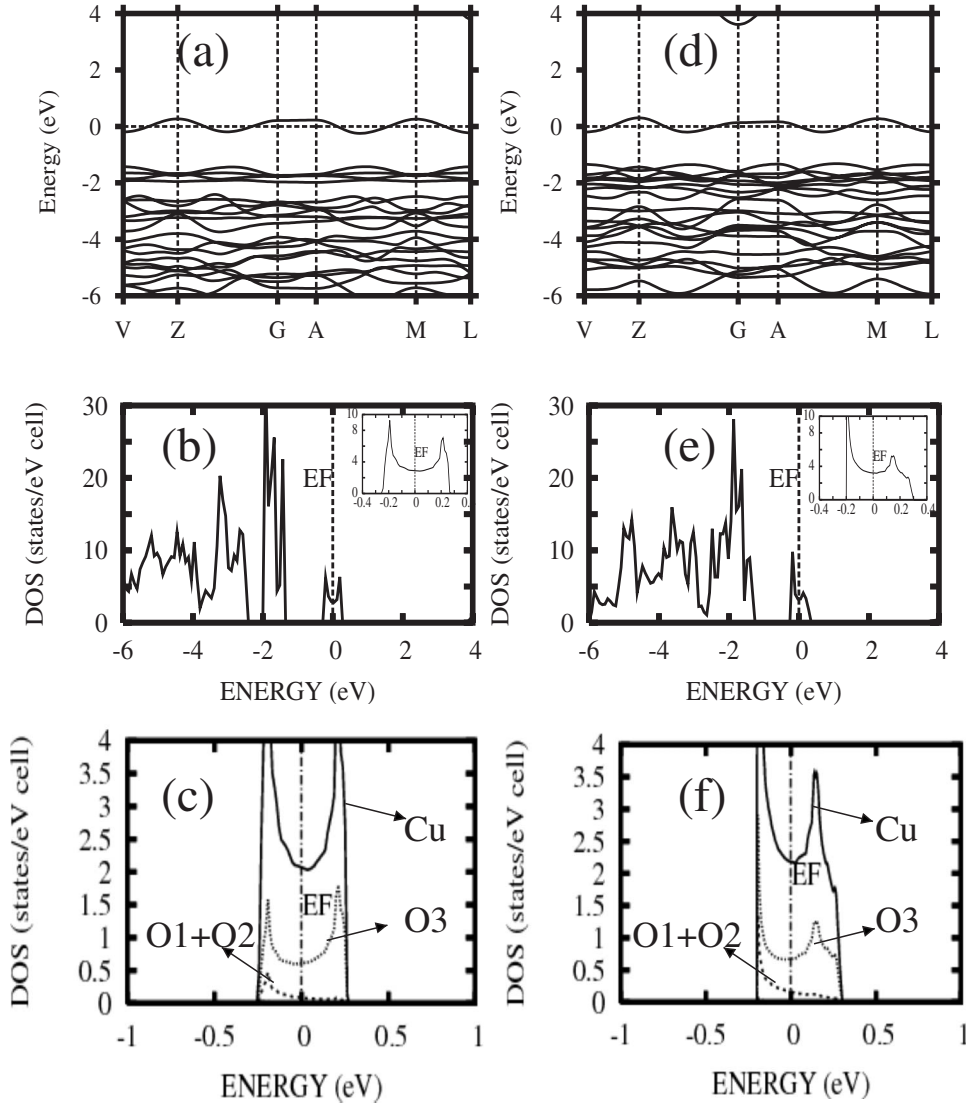 (a)
4
2
0
-2
-4
-6
Energy (eV)
V Z G A M L
(d)
4
2
0
-2
-4
-6
Energy (eV)
V Z G A M L
(b)
30
20
10
0
DOS (states/eV cell)
EF
-6 -4 -2 0 2 4
ENERGY (eV)
10
8
6
4
2
0
EF
-0.4 -0.2 0 0.2 0.4
(e)
30
20
10
0
DOS (states/eV cell)
EF
-6 -4 -2 0 2 4
ENERGY (eV)
10
8
6
4
2
0
EF
-0.4 -0.2 0 0.2 0.4
(c)
4
3.5
3
2.5
2
1.5
1
0.5
0
DOS (states/eV cell)
Cu
EF
O3
O1+O2
-1 -0.5 0 0.5 1
ENERGY (eV)
(f)
4
3.5
3
2.5
2
1.5
1
0.5
0
DOS (states/eV cell)
Cu
EF
O3
O1+O2
-1 -0.5 0 0.5 1
ENERGY (eV)